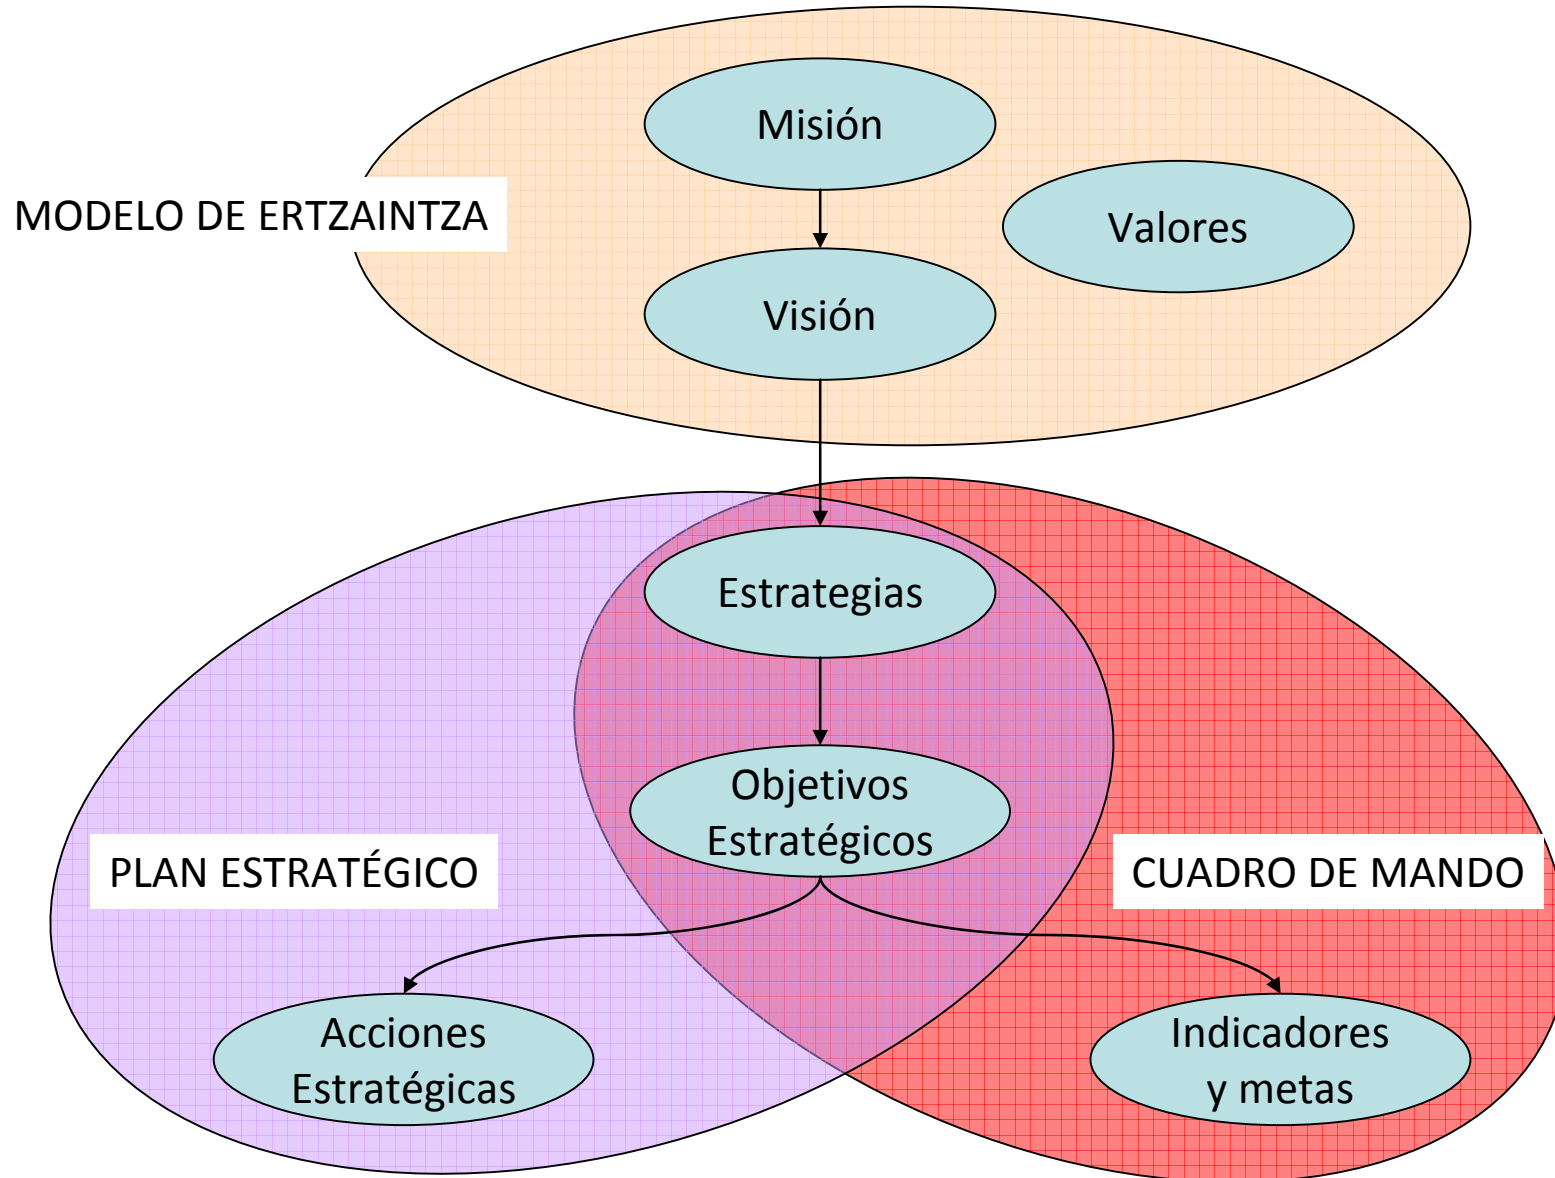 Misión
MODELO DE ERTZAINTZA
Valores
Visión
Estrategias
Objetivos
Estratégicos
PLAN ESTRATÉGICO
CUADRO DE MANDO
Acciones
Estratégicas
Indicadores
y metas